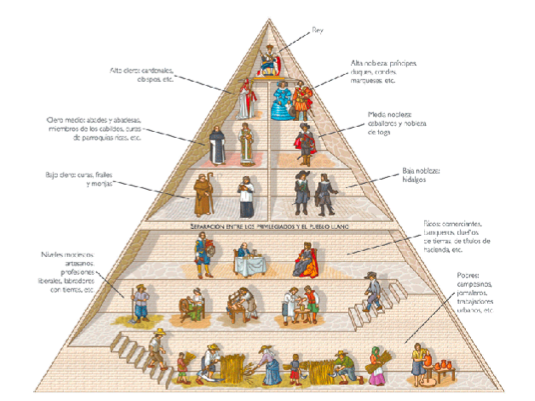 Rey
Alto clero: cardenales,
obispos, etc.
Alta nobleza: príncipes,
duques, condes,
marqueses, etc.
Clero medio: abades y abadesas,
miembros de los cabildos, curas
de parroquias ricas, etc.
Media nobleza:
caballeros y nobleza
de toga
Bajo clero: curas, frailes
y monjas
Baja nobleza:
hidalgos
SEPARACIÓN ENTRE LOS PRIVILEGIADOS Y EL PUEBLO LLANO
Ricos: comerciantes,
banqueros, dueños
de tierras, de títulos de
hacienda, etc.
Niveles modestos:
artesanos,
profesiones
liberales, labradores
con tierras, etc.
Pobres:
campesinos,
jornaleros,
trabajadores
urbanos, etc.